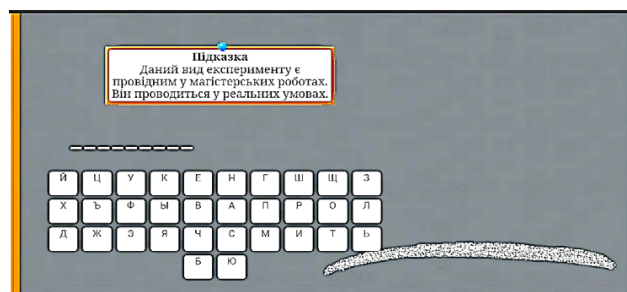 Підказка
Даний вид експерименту є
провідним у магістерських роботах.
Він проводиться у реальних умовах.
Й Ц У К Е Н Г Ш Щ З
Х Ъ Ф Ы В А П Р О Л
Д Ж Э Я Ч С М И Т Ь
Б Ю